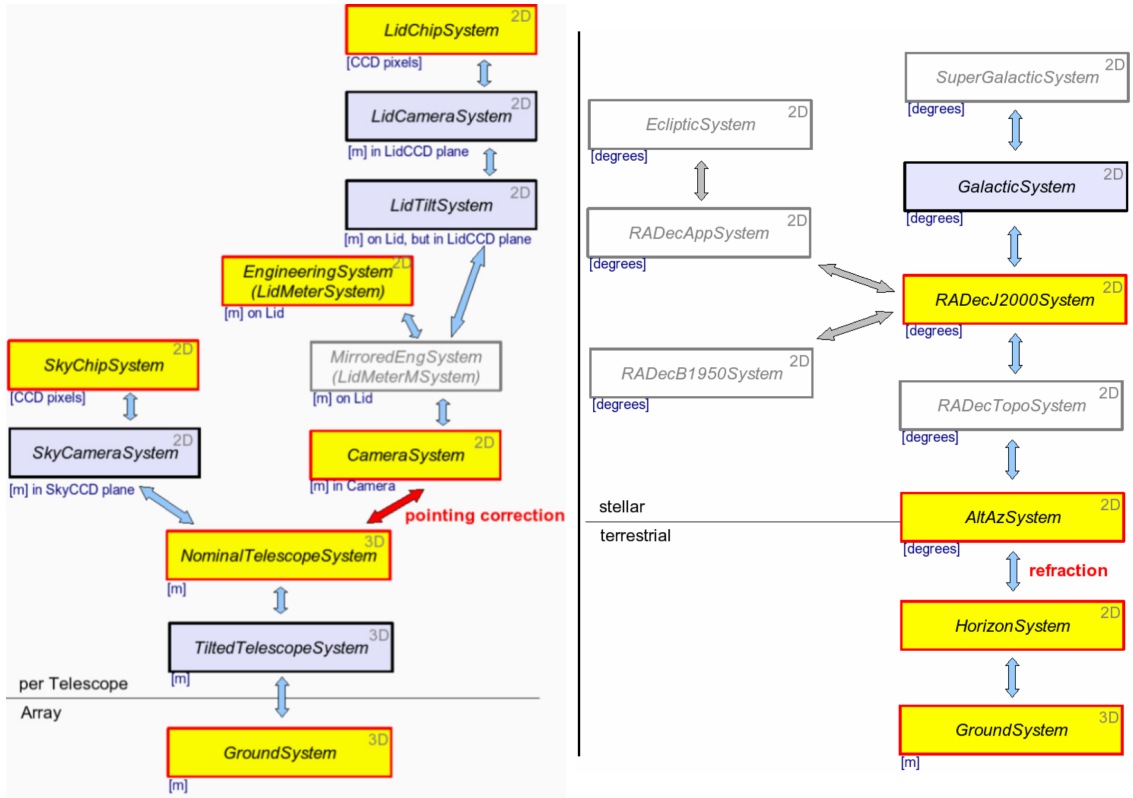 LidChipSystem
2D
[CCD pixels]
LidCameraSystem
2D
[m] in LidCCD plane
LidTiltSystem
2D
[m] on Lid, but in LidCCD plane
EngineeringSystem
(LidMeterSystem)
2D
[m] on Lid
SkyChipSystem
2D
[CCD pixels]
MirroredEngSystem
(LidMeterMSystem)
2D
[m] on Lid
SkyCameraSystem
2D
[m] in SkyCCD plane
CameraSystem
2D
[m] in Camera
pointing correction
NominalTelescopeSystem
3D
[m]
TiltedTelescopeSystem
3D
[m]
per Telescope
Array
GroundSystem
3D
[m]
SuperGalacticSystem
2D
[degrees]
EclipticSystem
2D
[degrees]
GalacticSystem
2D
[degrees]
RADecAppSystem
2D
[degrees]
RADecJ2000System
2D
[degrees]
RADecB1950System
2D
[degrees]
RADecTopoSystem
2D
[degrees]
stellar
terrestrial
AltAzSystem
2D
[degrees]
refraction
HorizonSystem
2D
GroundSystem
3D
[m]